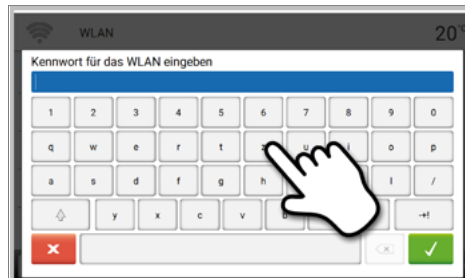 WLAN 20°
Kennwort für das WLAN eingeben
1 2 3 4 5 6 7 8 9 0
q w e r t z u i o p
a s d f g h l /
y x c v b →!